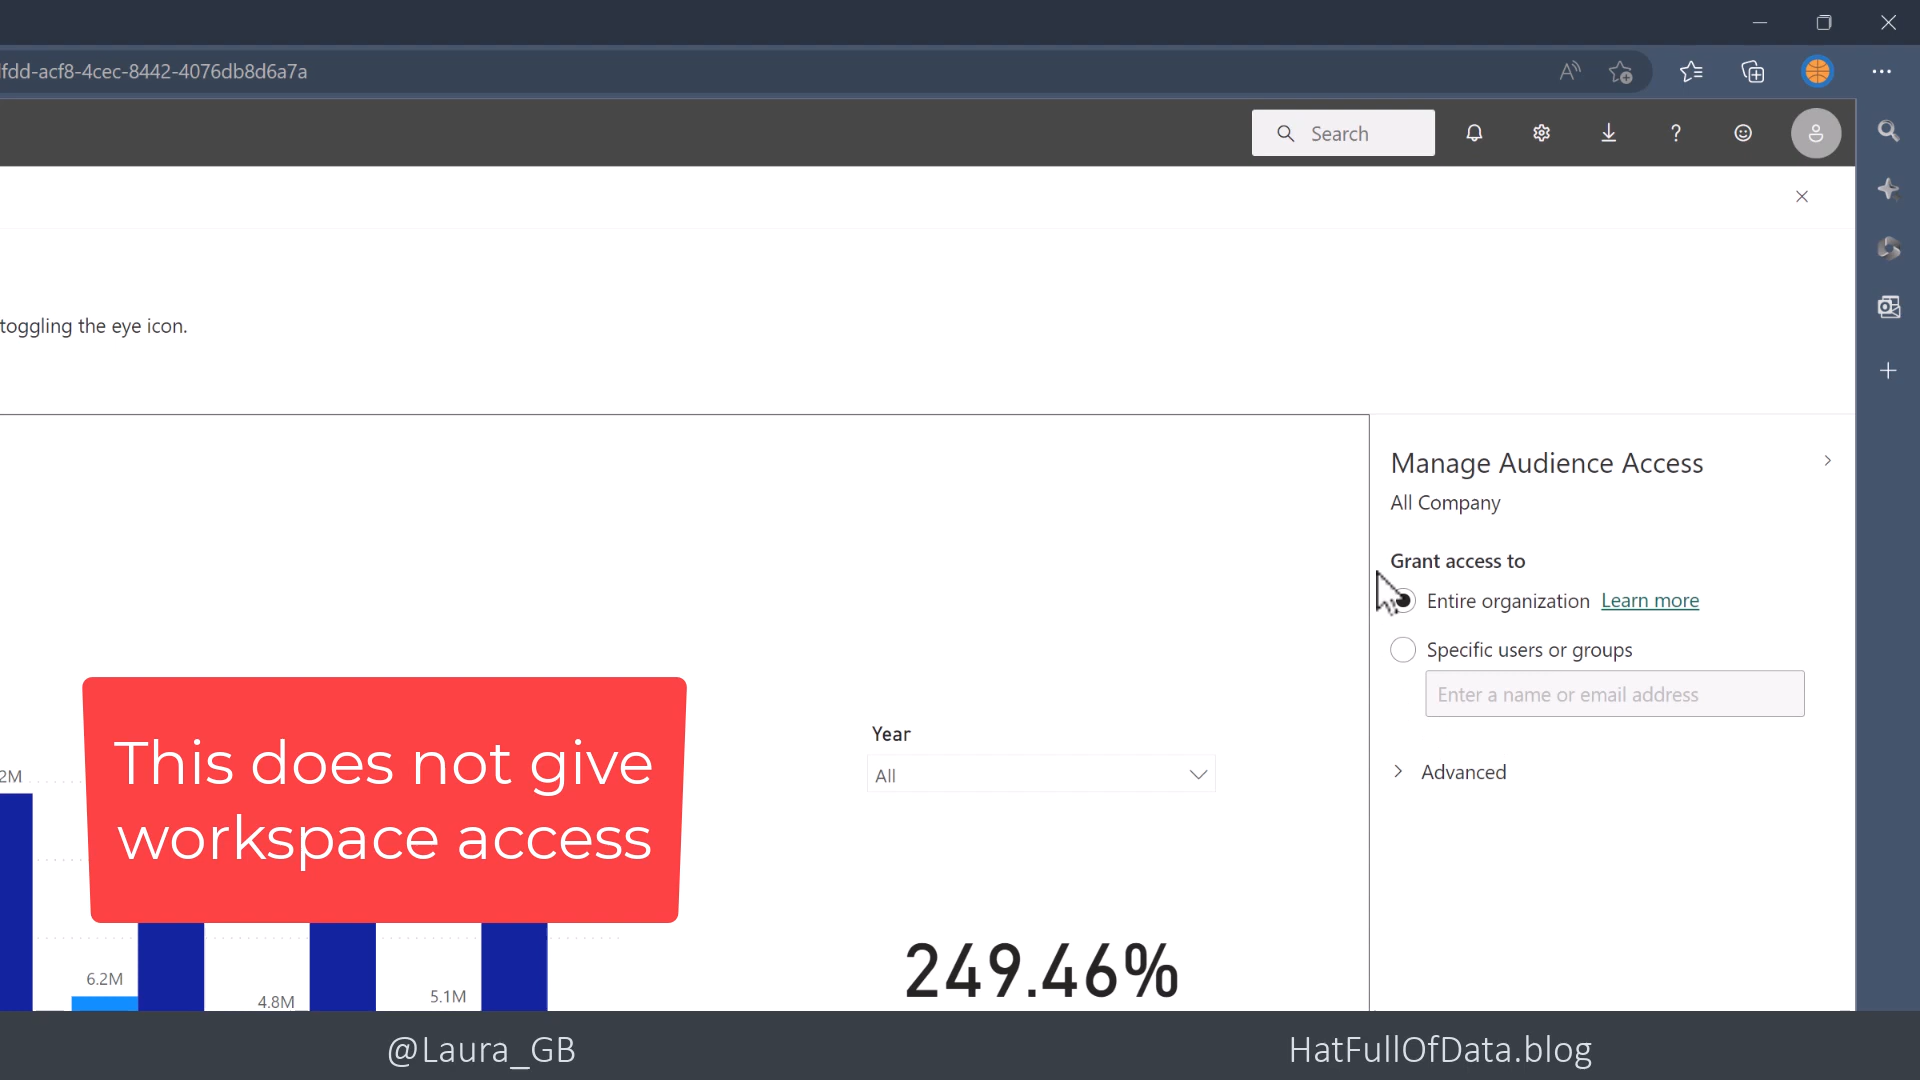 fdd-acf8-4cec-8442-4076db8d6a7a
Search
toggling the eye icon.
Manage Audience Access
All Company
Grant access to
Entire organization Learn more
Specific users or groups
Enter a name or email address
Advanced
This does not give
workspace access
Year
All
2M
6.2M
4.8M
5.1M
249.46%
@Laura_GB
HatFullOfData.blog